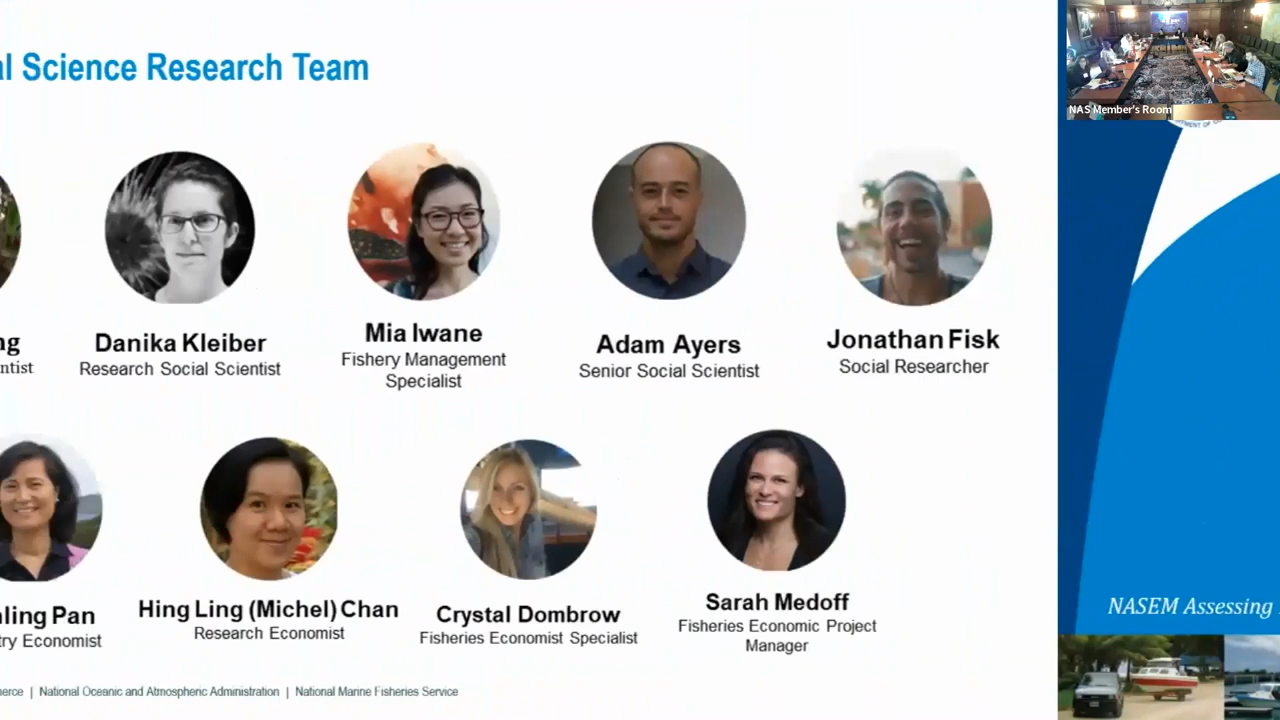 al Science Research Team
NAS Member's Room
ng
ntist
Danika Kleiber
Research Social Scientist
Mia Iwane
Fishery Management
Specialist
Adam Ayers
Senior Social Scientist
Jonathan Fisk
Social Researcher
ling Pan
try Economist
Hing Ling (Michel) Chan
Research Economist
Crystal Dombrow
Fisheries Economist Specialist
Sarah Medoff
Fisheries Economic Project
Manager
NASEM Assessing
erce | National Oceanic and Atmospheric Administration | National Marine Fisheries Service